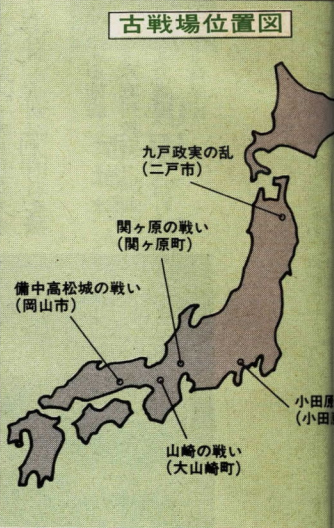 古戦場位置図
九戸政実の乱
(二戸市)
関ヶ原の戦い
(関ヶ原町)
備中高松城の戦い
(岡山市)
小田原
(小田
山崎の戦い
(大山崎町)